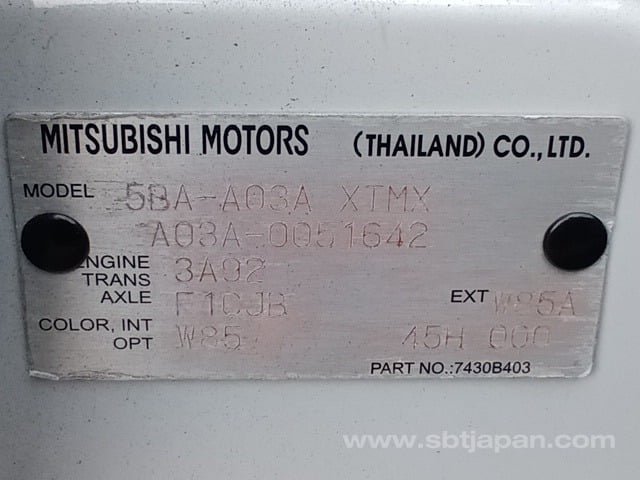 MITSUBISHI MOTORS (THAILAND) CO., LTD.
MODEL 5BA-A03A XTMX
A03A-0051642
ENGINE 3A92
TRANS
AXLE F1CJB EXT W85A
COLOR, INT W85
OPT 45H 000
PART NO.:7430B403
www.sbtjapan.com